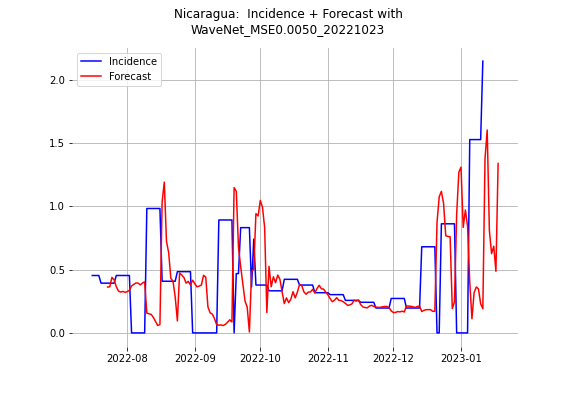 Nicaragua:  Incidence + Forecast with
WaveNet_MSE0.0050_20221023
Incidence
Forecast
2.0
1.5
1.0
0.5
0.0
2022-08
2022-09
2022-10
2022-11
2022-12
2023-01